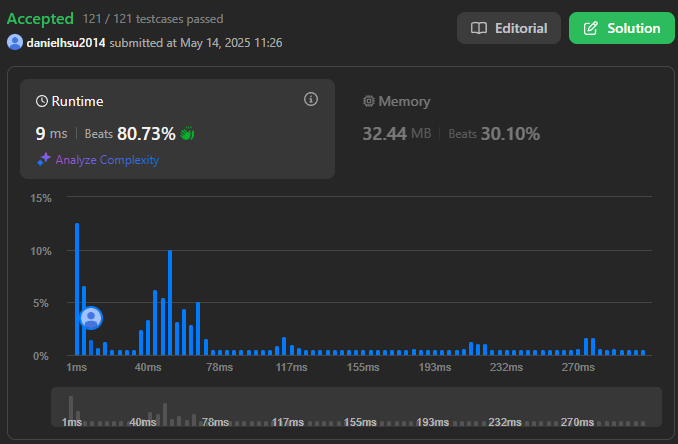 Accepted 121 / 121 testcases passed
Editorial
Solution
danielhsu2014 submitted at May 14, 2025 11:26
Runtime
9 ms | Beats 80.73%
Analyze Complexity
Memory
32.44 MB | Beats 30.10%
15%
10%
5%
0%
1ms 40ms 78ms 117ms 155ms 193ms 232ms 270ms
1ms 40ms 78ms 117ms 155ms 193ms 232ms 270ms